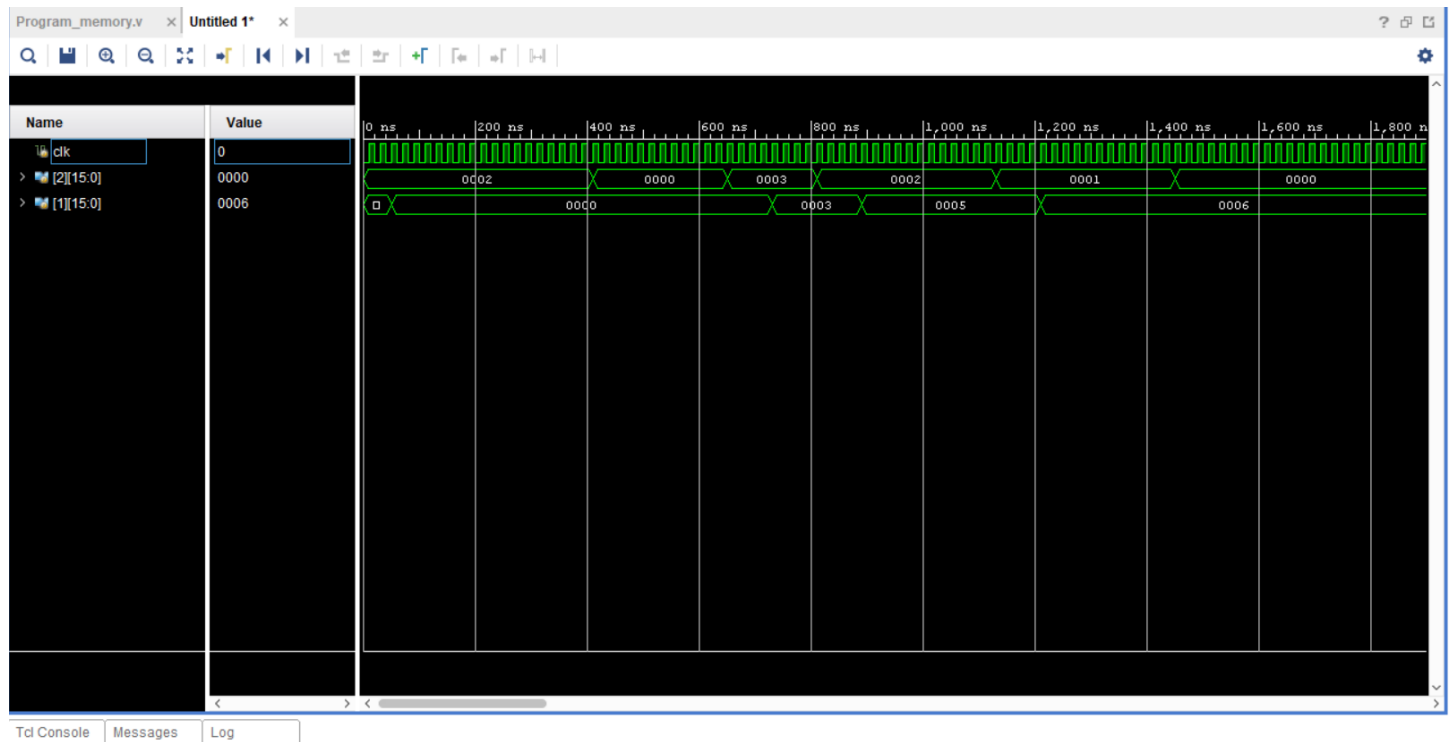 Program_memory.v × Untitled 1* ×
?
Name Value
0 ns 200 ns 400 ns 600 ns 800 ns 1,000 ns 1,200 ns 1,400 ns 1,600 ns 1,800 n
clk 0
[2][15:0] 0000 0002 0000 0003 0002 0001 0000
[1][15:0] 0006 0000 0003 0005 0006
Tcl Console Messages Log